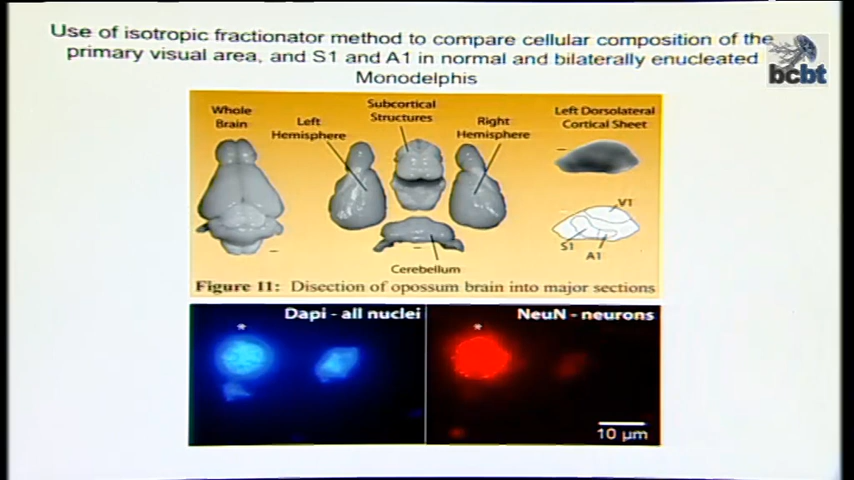 Use of isotropic fractionator method to compare cellular composition of the
primary visual area, and S1 and A1 in normal and bilaterally enucleated
Monodelphis
bcbt
Whole
Brain
Left
Hemisphere
Subcortical
Structures
Right
Hemisphere
Left Dorsolateral
Cortical Sheet
V1
S1
A1
Cerebellum
Figure 11: Disection of opossum brain into major sections
Dapi - all nuclei
NeuN - neurons
*
*
10 µm